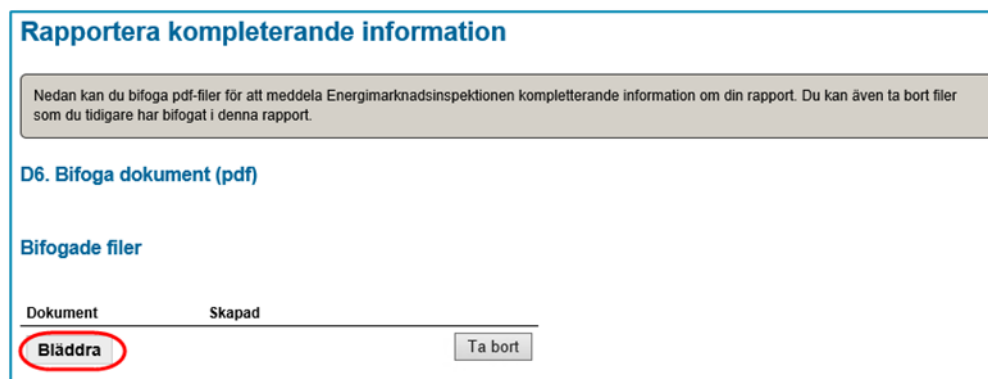 Rapportera kompleterande information
Nedan kan du bifoga pdf-filer för att meddela Energimarknadsinspektionen kompletterande information om din rapport. Du kan även ta bort filer
som du tidigare har bifogat i denna rapport.
D6. Bifoga dokument (pdf)
Bifogade filer
Dokument Skapad
Bläddra Ta bort